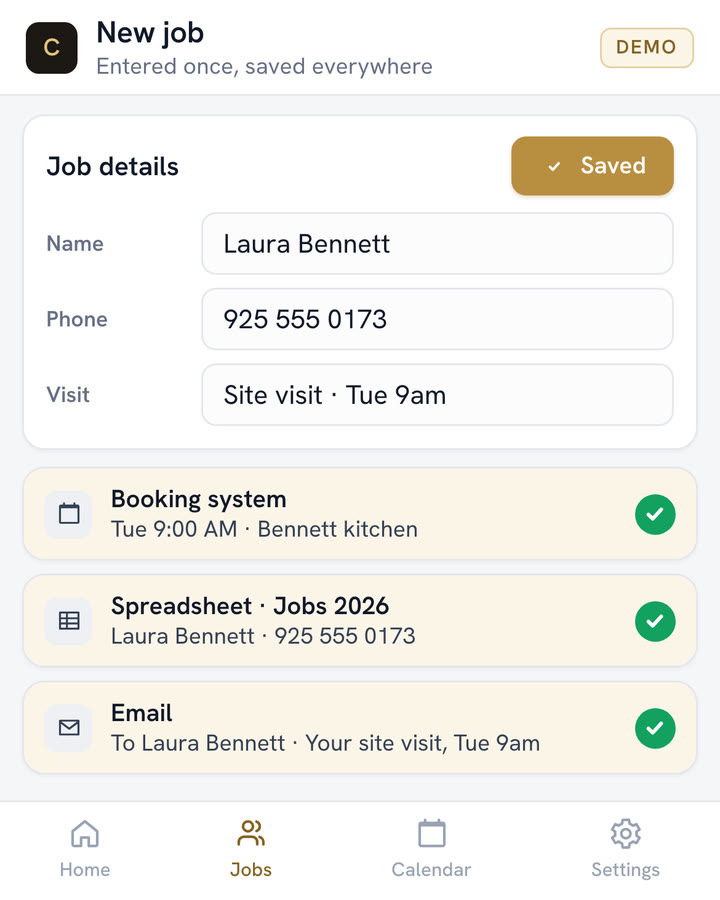 C
New job
Entered once, saved everywhere
DEMO
Job details
Saved
Name
Laura Bennett
Phone
925 555 0173
Visit
Site visit · Tue 9am
Booking system
Tue 9:00 AM · Bennett kitchen
Spreadsheet · Jobs 2026
Laura Bennett · 925 555 0173
Email
To Laura Bennett · Your site visit, Tue 9am
Home
Jobs
Calendar
Settings